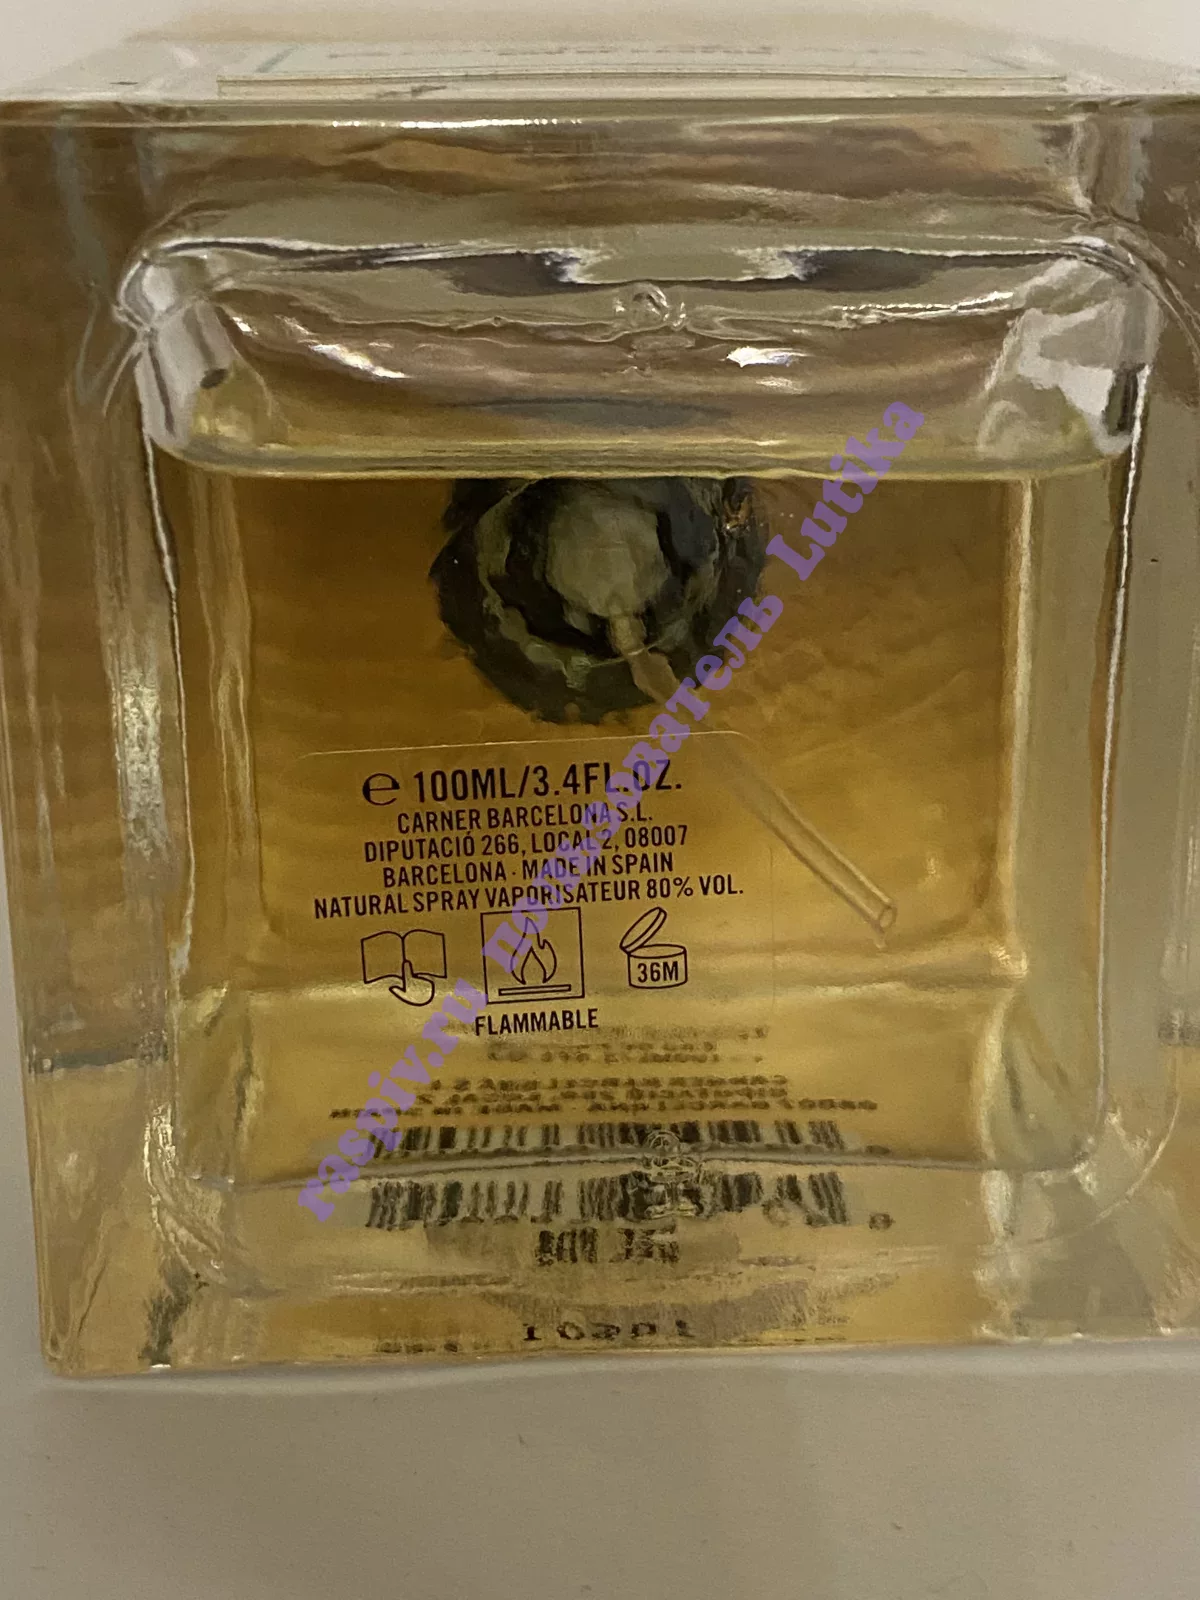 ℮ 100ML/3.4FL.OZ.
CARNER BARCELONA S.L.
DIPUTACIÓ 266, LOCAL 2, 08007
BARCELONA · MADE IN SPAIN
NATURAL SPRAY VAPORISATEUR 80% VOL.
36M
FLAMMABLE
raspiv.ru пользователь Lutika